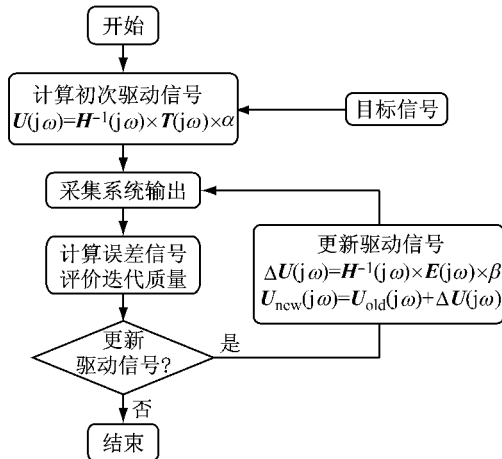 开始
计算初次驱动信号
U(jω)=H⁻¹(jω)×T(jω)×α
目标信号
采集系统输出
计算误差信号
评价迭代质量
更新驱动信号
ΔU(jω)=H⁻¹(jω)×E(jω)×β
U_new(jω)=U_old(jω)+ΔU(jω)
更新
驱动信号?
是
否
结束